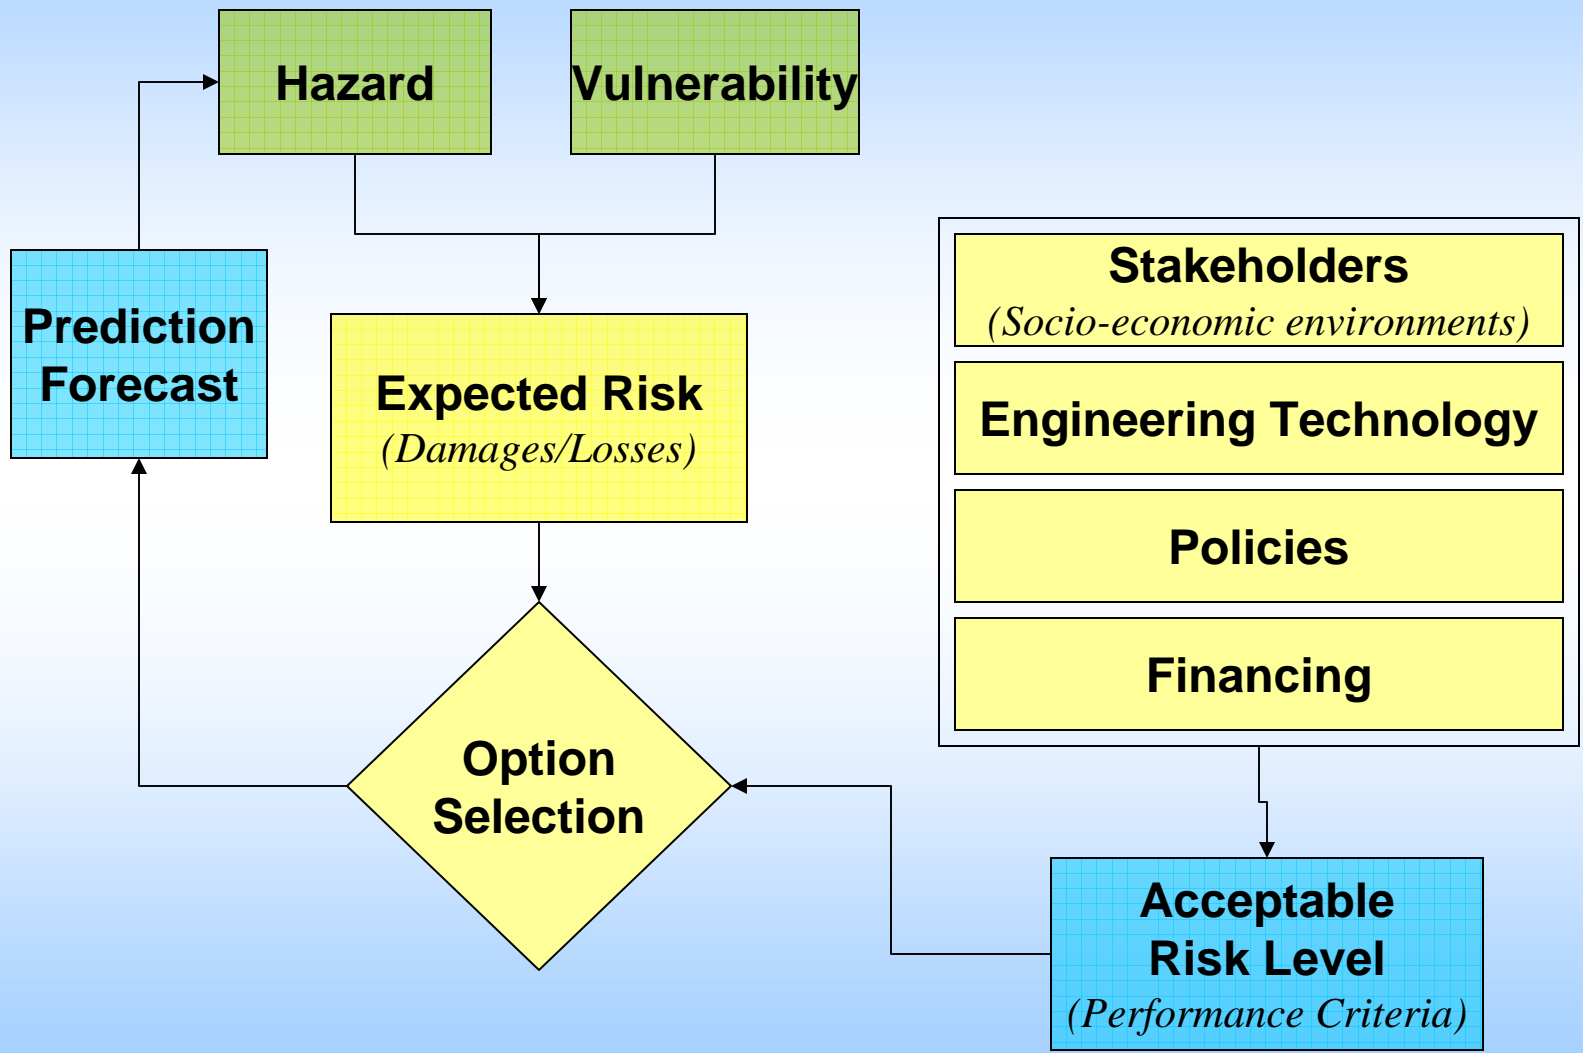 Hazard
Vulnerability
Prediction
Forecast
Expected Risk
(Damages/Losses)
Stakeholders
(Socio-economic environments)
Engineering Technology
Policies
Financing
Option
Selection
Acceptable
Risk Level
(Performance Criteria)